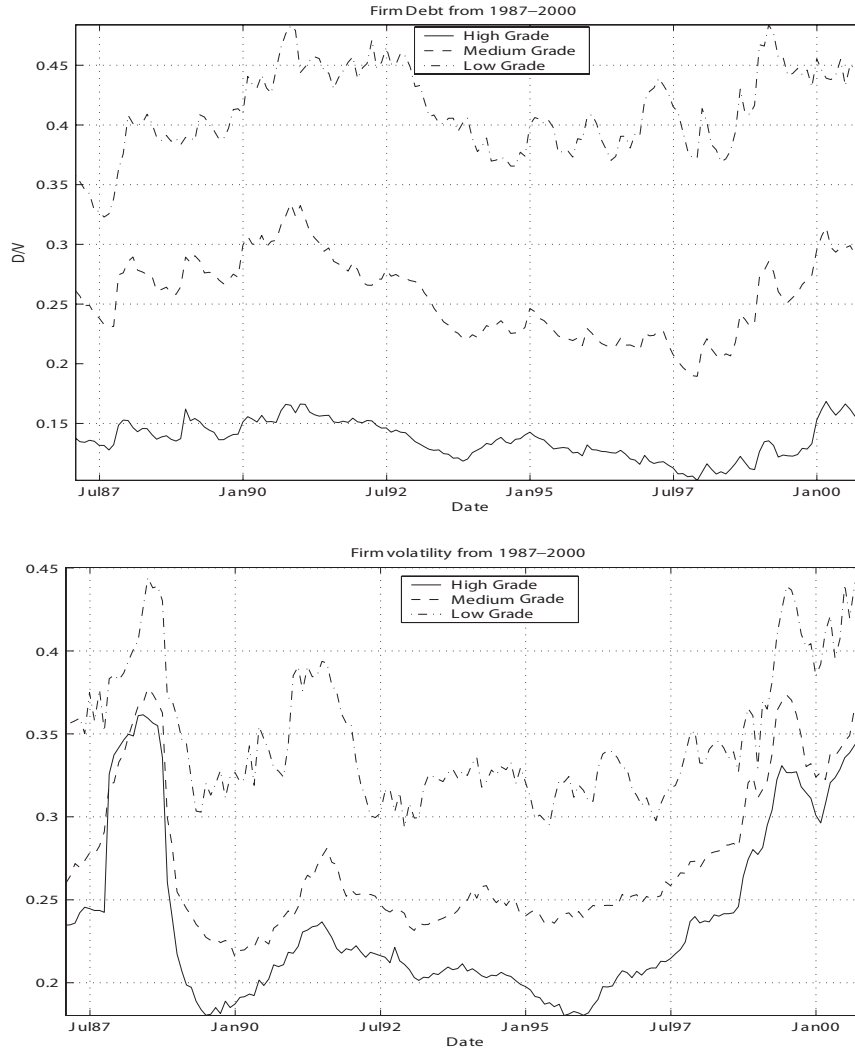 Firm Debt from 1987–2000
High Grade
Medium Grade
Low Grade
0.45
0.4
0.35
0.3
0.25
0.2
0.15
D/V
Jul87 Jan90 Jul92 Jan95 Jul97 Jan00
Date
Firm volatility from 1987–2000
0.45
High Grade
Medium Grade
Low Grade
0.4
0.35
0.3
0.25
0.2
Jul87 Jan90 Jul92 Jan95 Jul97 Jan00
Date